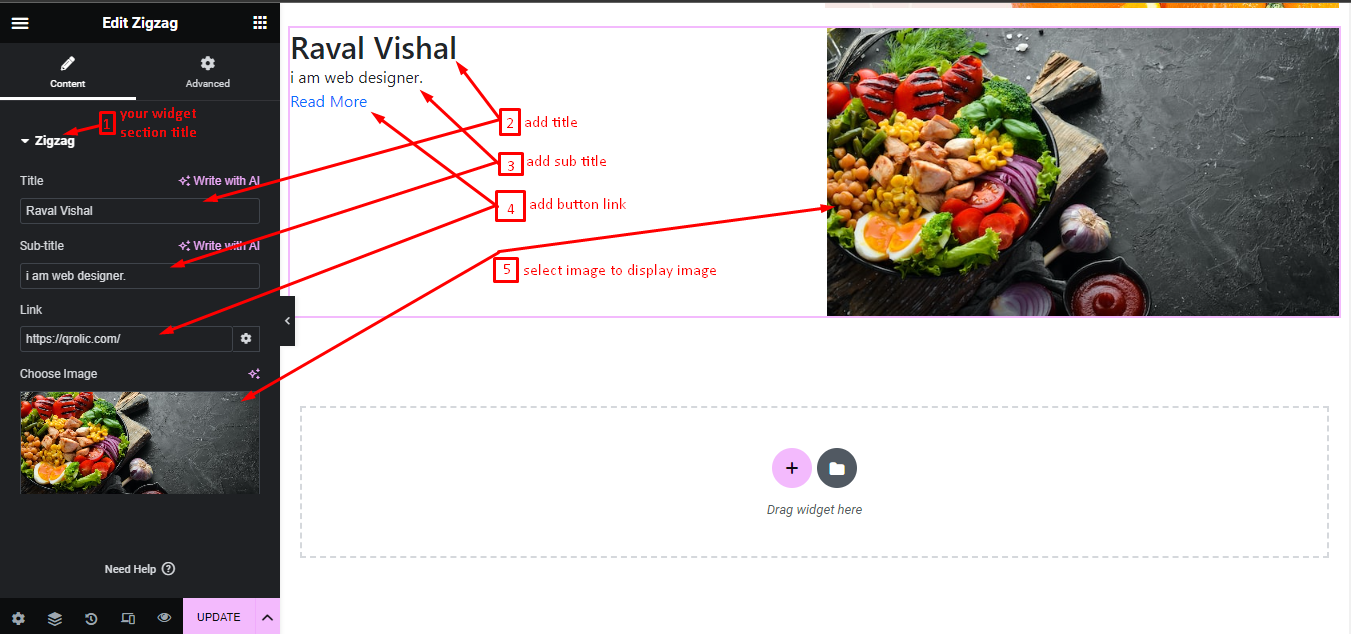 Edit Zigzag
Content
Advanced
1 your widget
section title
Zigzag
Title
Write with AI
Raval Vishal
Sub-title
Write with AI
i am web designer.
Link
https://qrolic.com/
Choose Image
Need Help ?
UPDATE
Raval Vishal
i am web designer.
Read More
2 add title
3 add sub title
4 add button link
5 select image to display image
Drag widget here